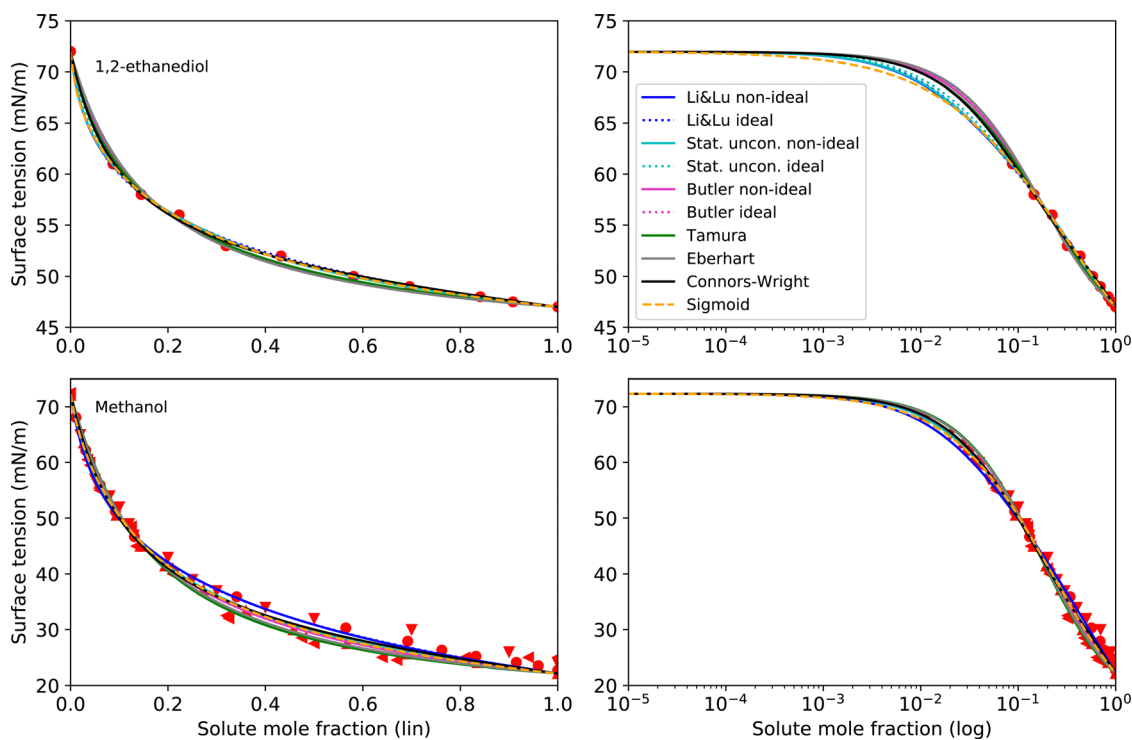 75
70
65
60
55
50
45
Surface tension (mN/m)
1,2-ethanediol
0.0 0.2 0.4 0.6 0.8 1.0
75
70
65
60
55
50
45
Li&Lu non-ideal
Li&Lu ideal
Stat. uncon. non-ideal
Stat. uncon. ideal
Butler non-ideal
Butler ideal
Tamura
Eberhart
Connors-Wright
Sigmoid
10⁻⁵ 10⁻⁴ 10⁻³ 10⁻² 10⁻¹ 10⁰
70
60
50
40
30
20
Surface tension (mN/m)
Methanol
0.0 0.2 0.4 0.6 0.8 1.0
Solute mole fraction (lin)
70
60
50
40
30
20
10⁻⁵ 10⁻⁴ 10⁻³ 10⁻² 10⁻¹ 10⁰
Solute mole fraction (log)